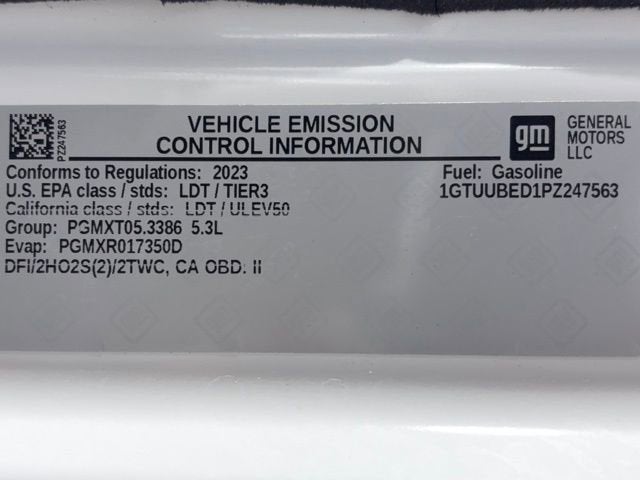 PZ247563
VEHICLE EMISSION
CONTROL INFORMATION
gm
GENERAL
MOTORS
LLC
Conforms to Regulations: 2023
U.S. EPA class / stds: LDT / TIER3
California class / stds: LDT / ULEV50
Group: PGMXT05.3386 5.3L
Evap: PGMXR017350D
DFI/2HO2S(2)/2TWC, CA OBD: II
Fuel: Gasoline
1GTUUBED1PZ247563